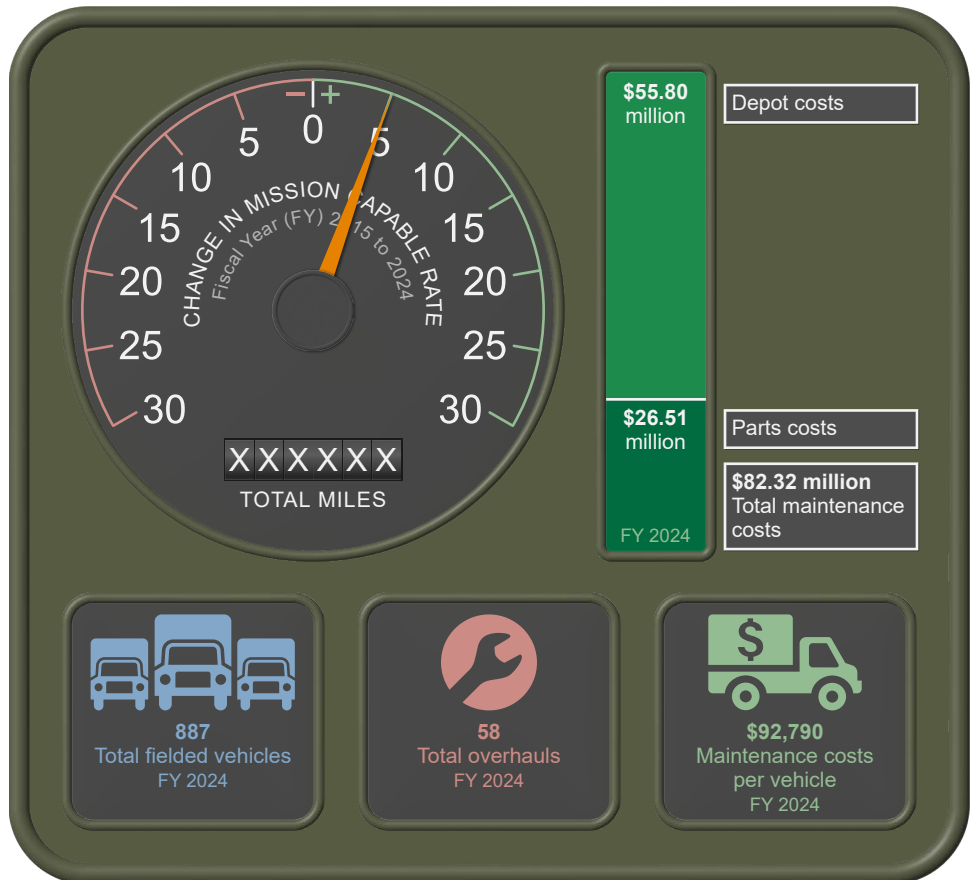 − +
0
5
5
10
10
15
15
20
20
25
25
30
30
CHANGE IN MISSION CAPABLE RATE
Fiscal Year (FY) 2015 to 2024
XXXXXX
TOTAL MILES
$55.80
million
Depot costs
$26.51
million
Parts costs
$82.32 million
Total maintenance
costs
FY 2024
$
887
Total fielded vehicles
FY 2024
58
Total overhauls
FY 2024
$92,790
Maintenance costs
per vehicle
FY 2024